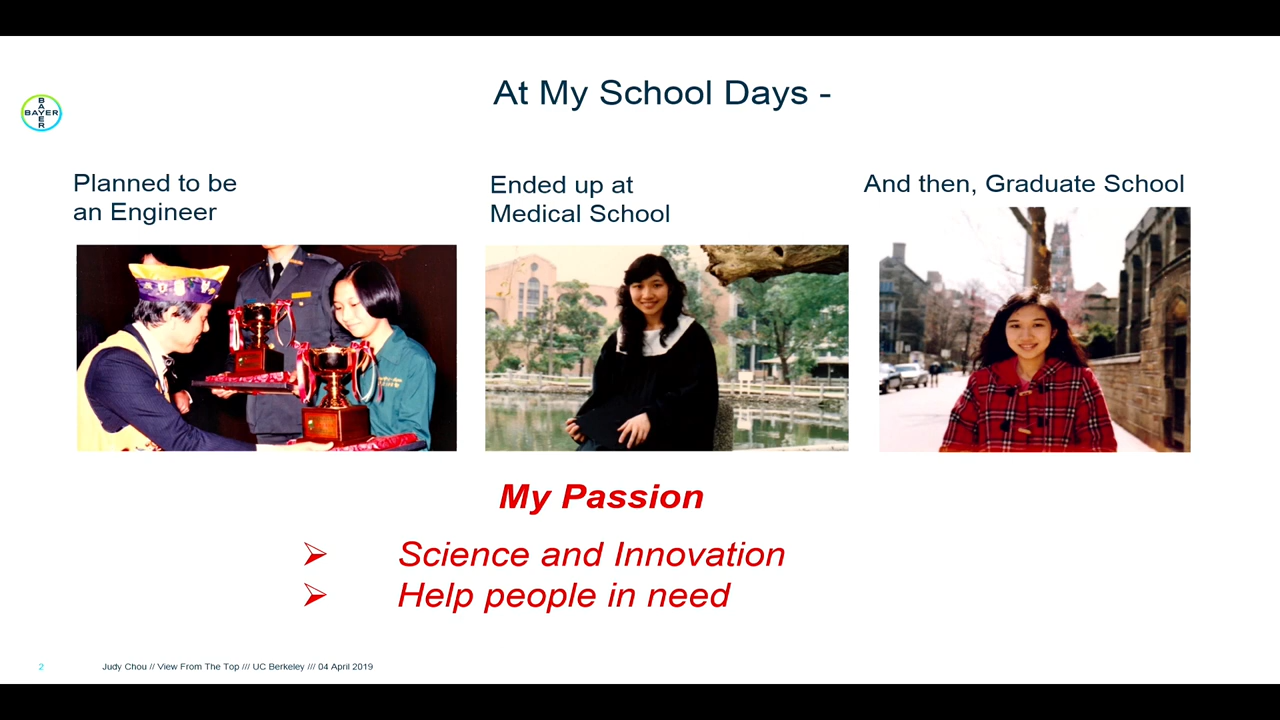 At My School Days -
BAYER
BAYER
Planned to be
an Engineer
Ended up at
Medical School
And then, Graduate School
My Passion
Science and Innovation
Help people in need
2
Judy Chou // View From The Top /// UC Berkeley /// 04 April 2019